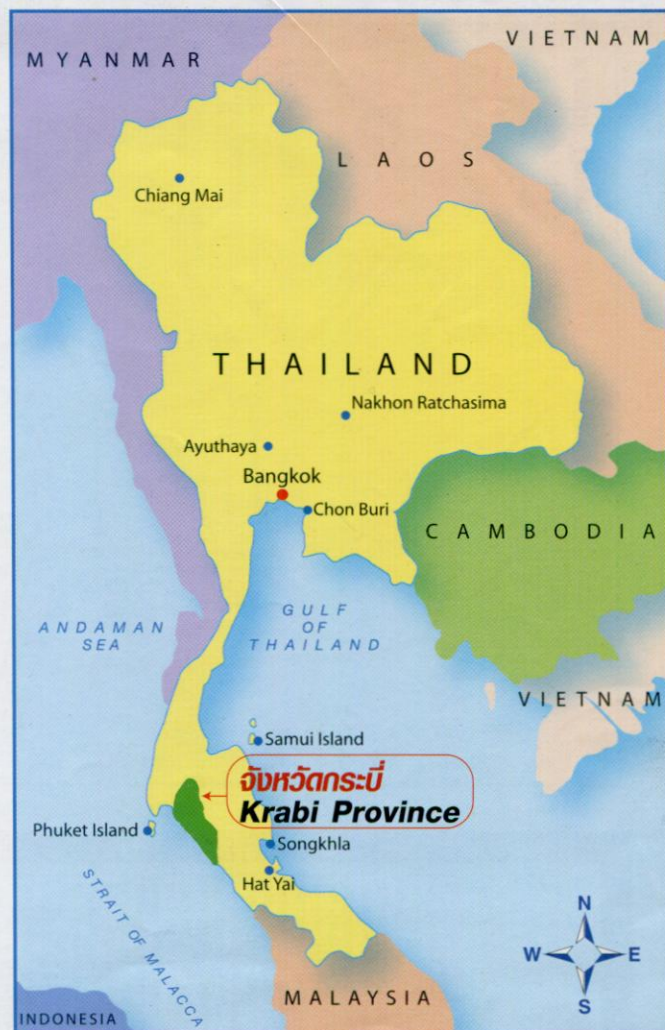 MYANMAR
VIETNAM
LAOS
Chiang Mai
THAILAND
Nakhon Ratchasima
Ayuthaya
Bangkok
Chon Buri
CAMBODIA
ANDAMAN
SEA
GULF
OF
THAILAND
VIETNAM
Samui Island
จังหวัดกระบี่
Krabi Province
Phuket Island
Songkhla
Hat Yai
STRAIT OF MALACCA
N
W
E
S
MALAYSIA
INDONESIA